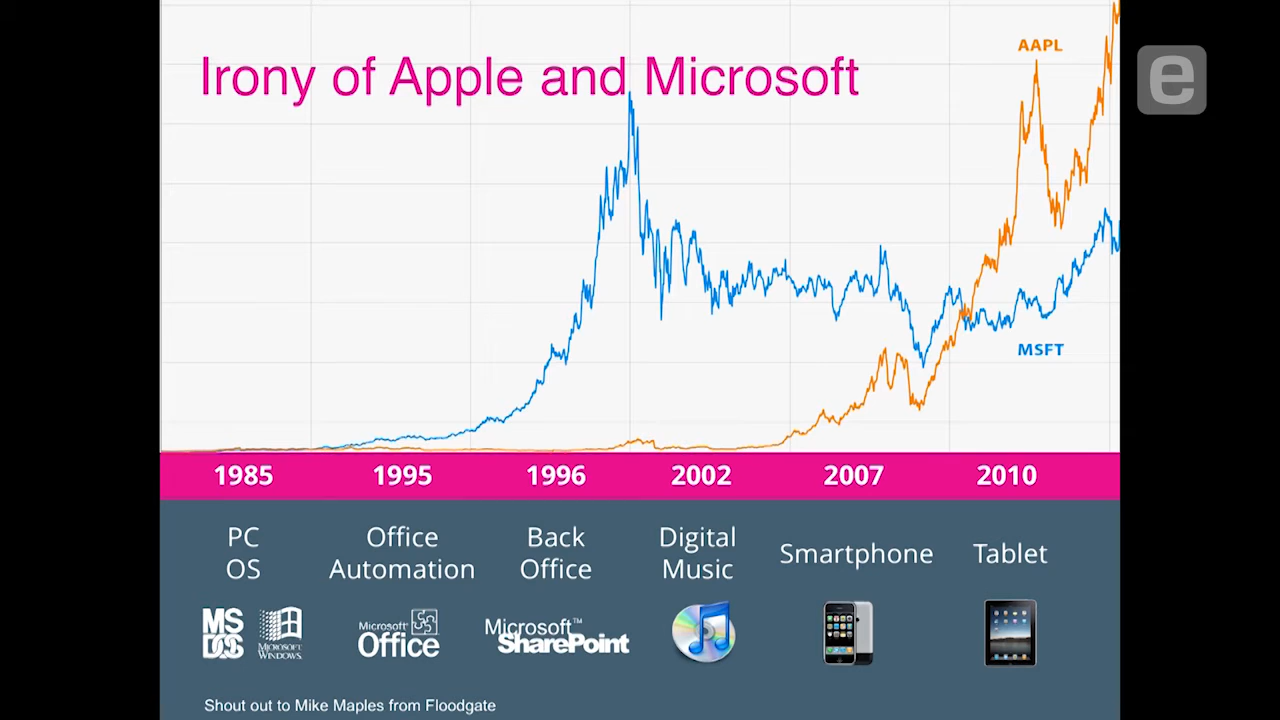 Irony of Apple and Microsoft
AAPL
e
MSFT
1985 1995 1996 2002 2007 2010
PC
OS
Office
Automation
Back
Office
Digital
Music
Smartphone
Tablet
MS
DOS
MICROSOFT
WINDOWS
Microsoft
Office
Microsoft™
SharePoint
Shout out to Mike Maples from Floodgate